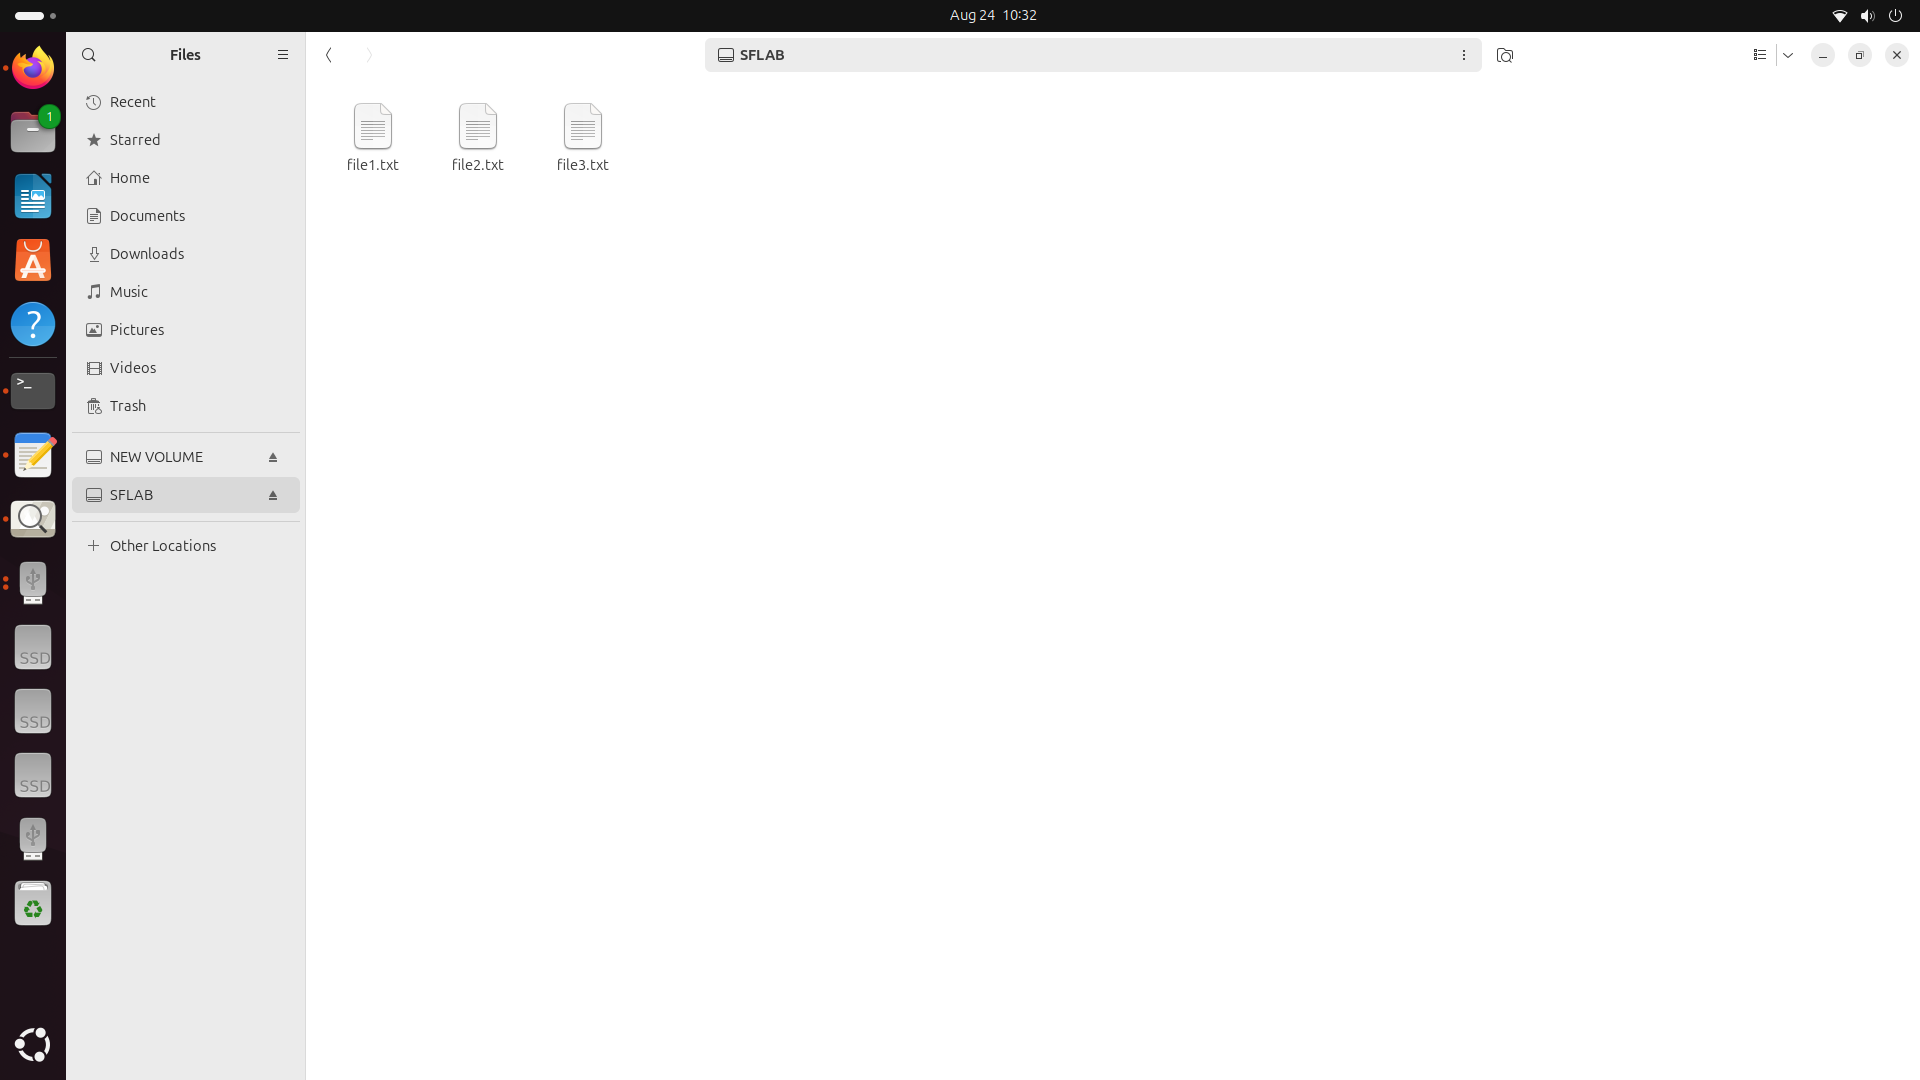 Aug 24 10:32
Files
SFLAB
Recent
Starred
Home
Documents
Downloads
Music
Pictures
Videos
Trash
NEW VOLUME
SFLAB
Other Locations
file1.txt
file2.txt
file3.txt
1
A
?
>_
SSD
SSD
SSD